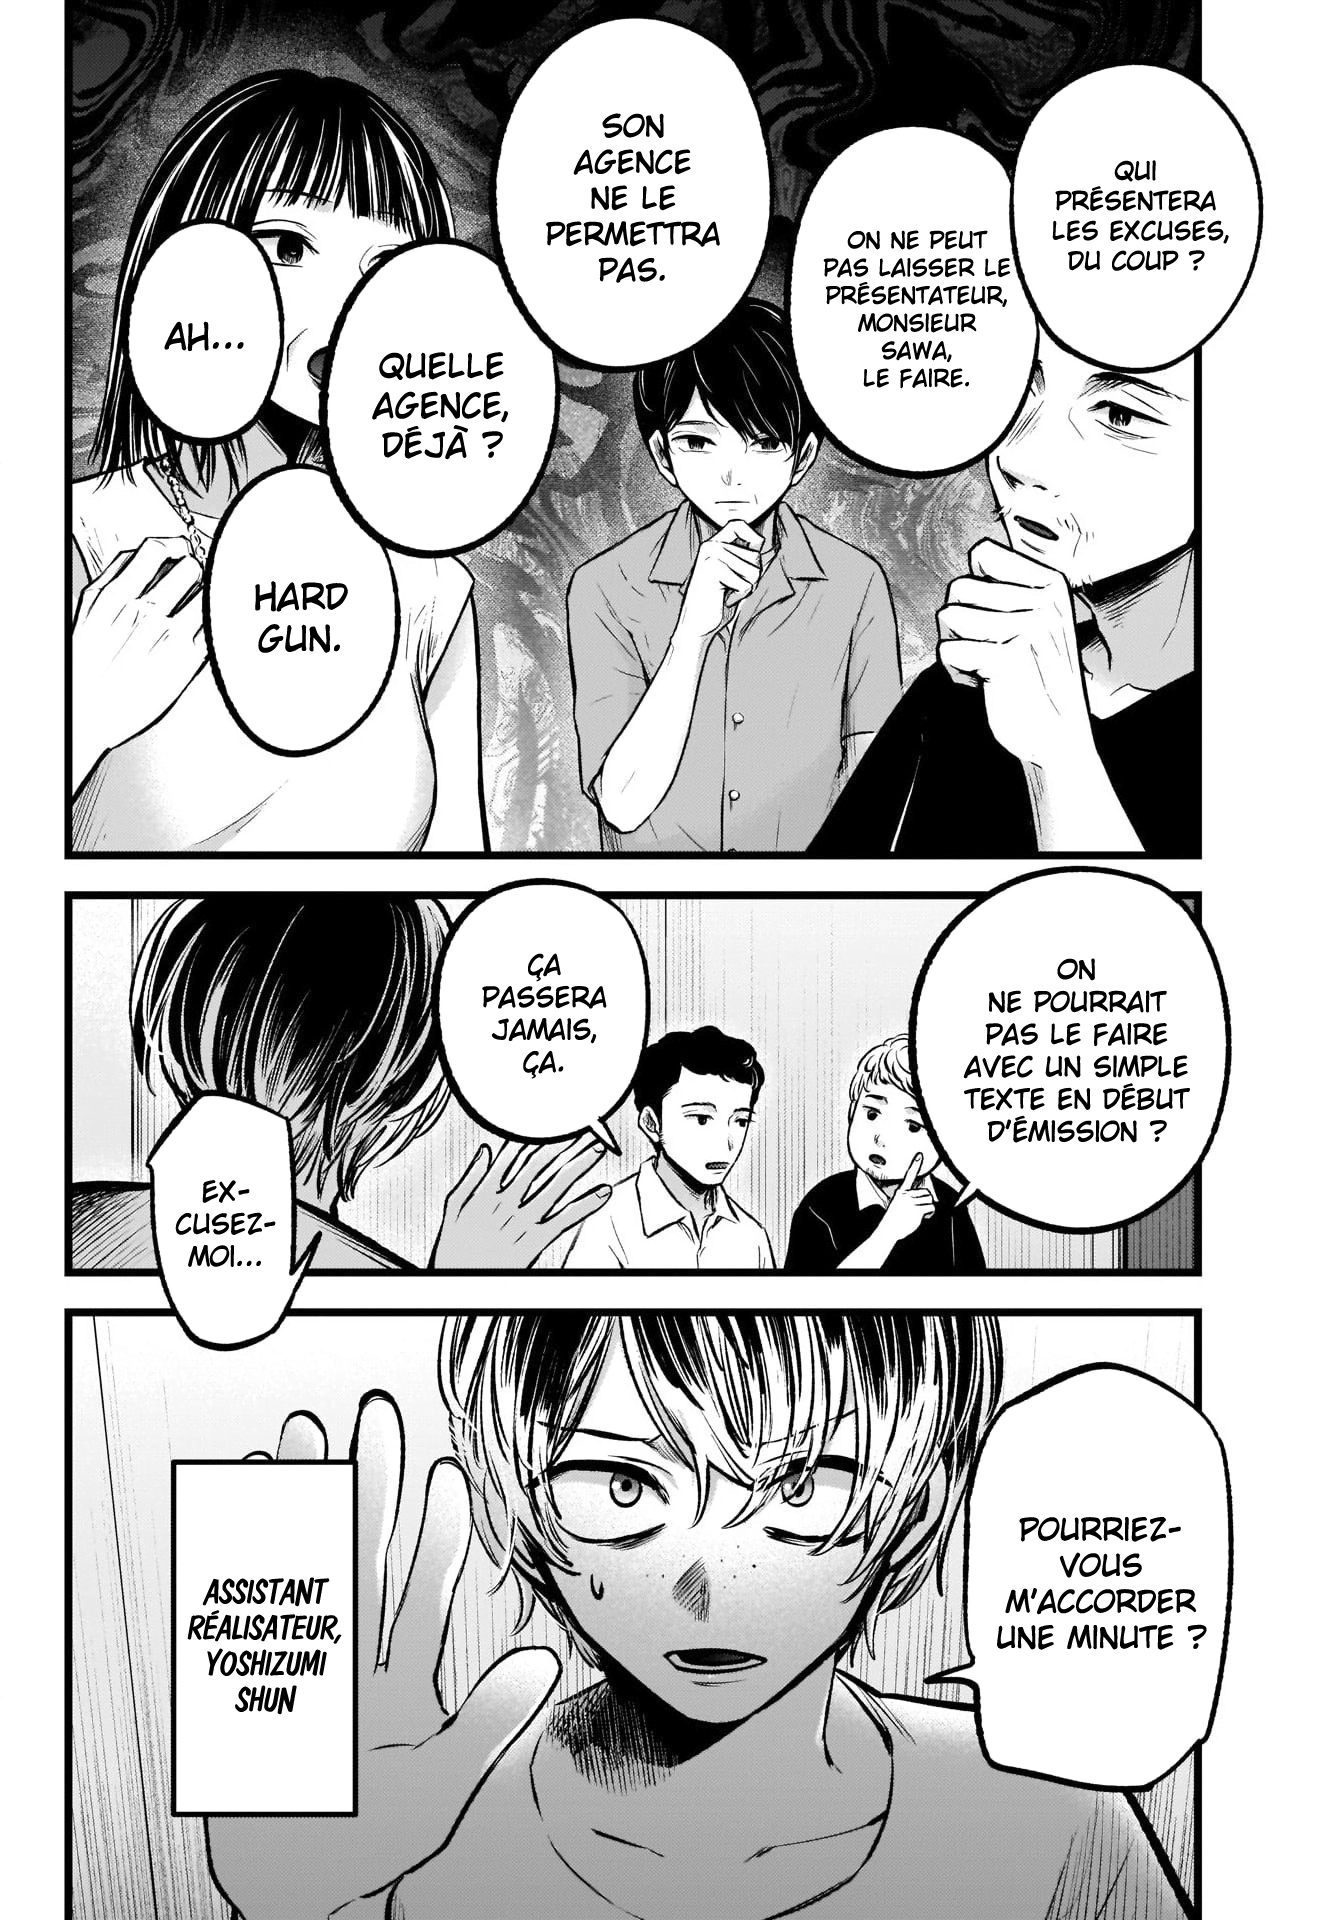 QUI
PRÉSENTERA
LES EXCUSES,
DU COUP ?
ON NE PEUT
PAS LAISSER LE
PRÉSENTATEUR,
MONSIEUR
SAWA,
LE FAIRE.
SON
AGENCE
NE LE
PERMETTRA
PAS.
QUELLE
AGENCE,
DÉJÀ ?
AH...
HARD
GUN.
ON
NE POURRAIT
PAS LE FAIRE
AVEC UN SIMPLE
TEXTE EN DÉBUT
D'ÉMISSION ?
ÇA
PASSERA
JAMAIS,
ÇA.
EX-
CUSEZ-
MOI...
POURRIEZ-
VOUS
M'ACCORDER
UNE MINUTE ?
ASSISTANT
RÉALISATEUR,
YOSHIZUMI
SHUN